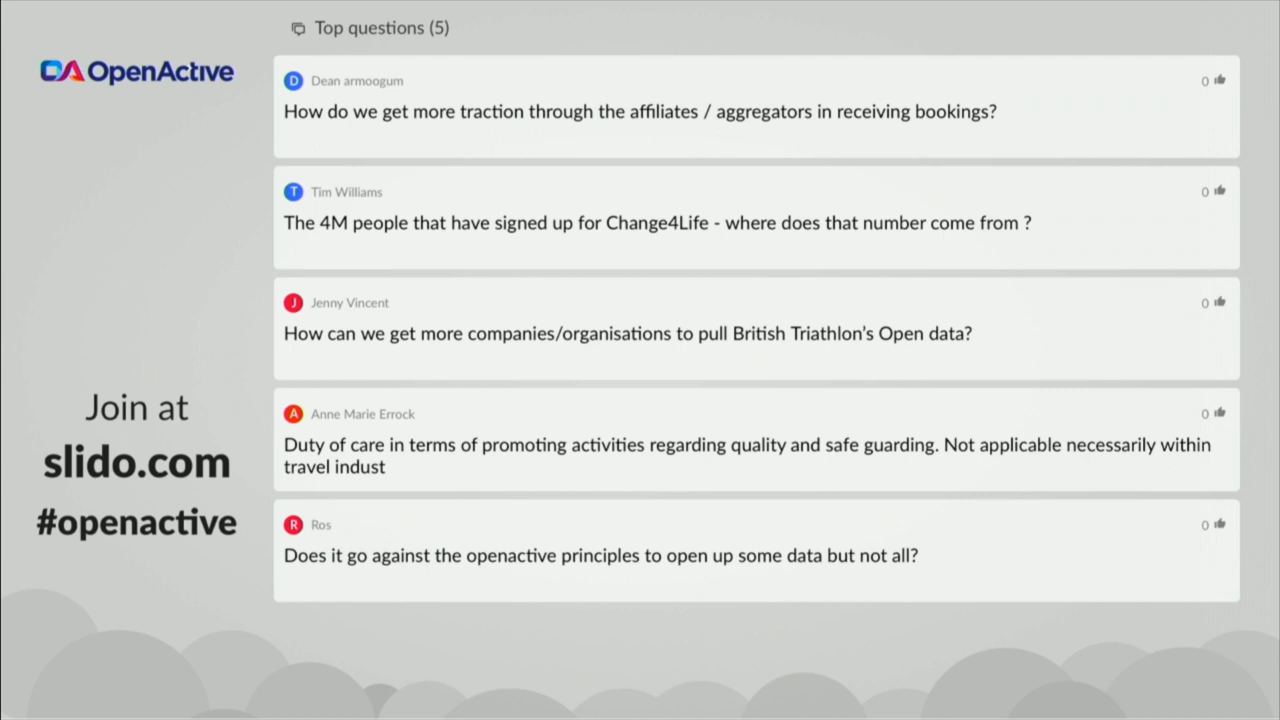 Top questions (5)
OpenActive
Dean armoogum
0
How do we get more traction through the affiliates / aggregators in receiving bookings?
Tim Williams
0
The 4M people that have signed up for Change4Life - where does that number come from ?
Jenny Vincent
0
How can we get more companies/organisations to pull British Triathlon's Open data?
Anne Marie Errock
0
Duty of care in terms of promoting activities regarding quality and safe guarding. Not applicable necessarily within
travel indust
Ros
0
Does it go against the openactive principles to open up some data but not all?
Join at
slido.com
#openactive